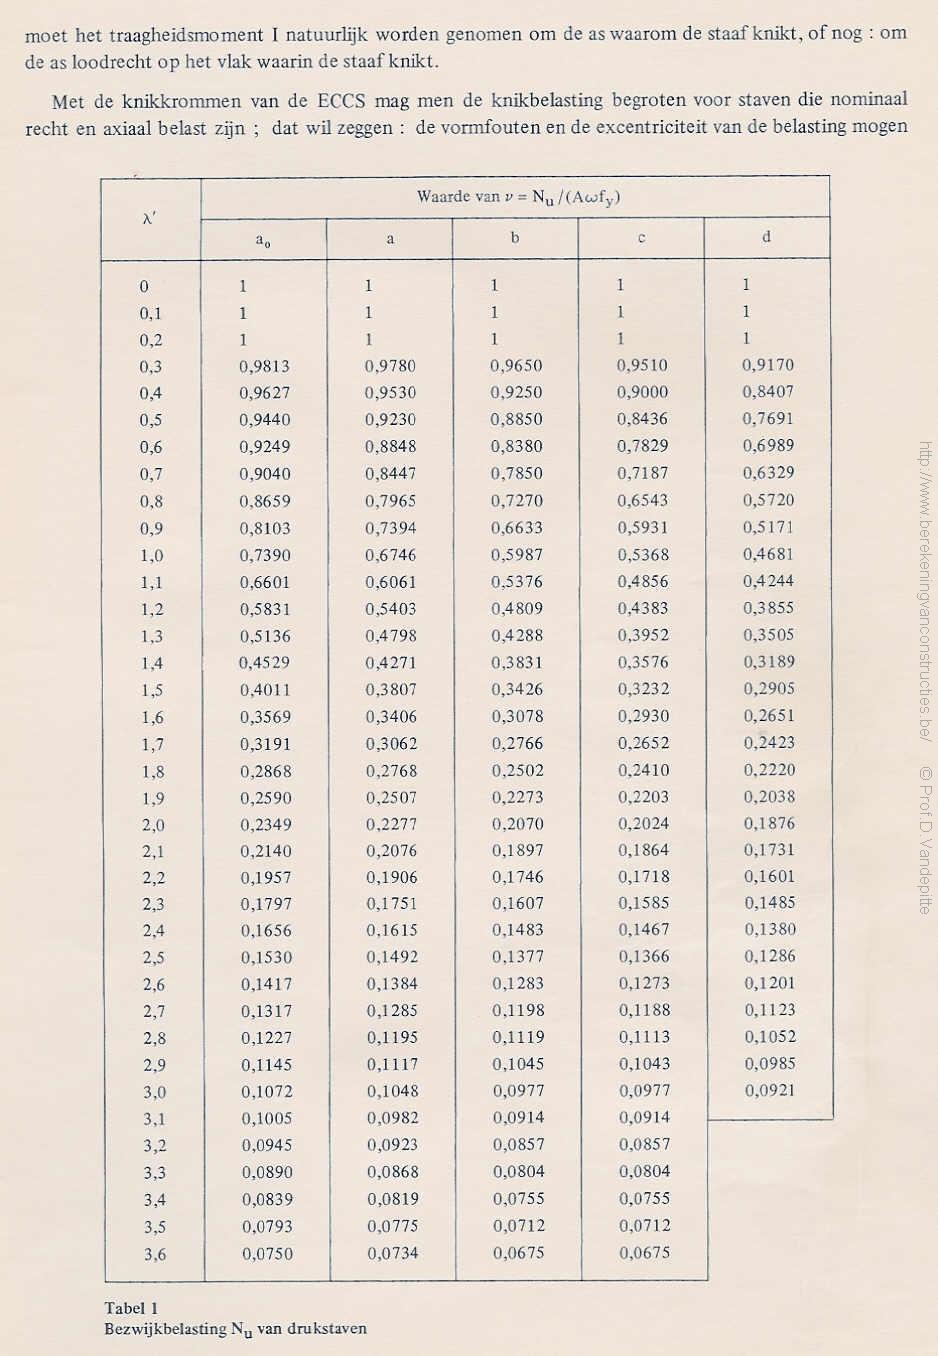 moet het traagheidsmoment I natuurlijk worden genomen om de as waarom de staaf knikt, of nog : om
de as loodrecht op het vlak waarin de staaf knikt.
Met de knikkrommen van de ECCS mag men de knikbelasting begroten voor staven die nominaal
recht en axiaal belast zijn ; dat wil zeggen : de vormfouten en de excentriciteit van de belasting mogen
λ′ Waarde van ν = Nu/(Aωfy)
a₀ a b c d
0 1 1 1 1 1
0,1 1 1 1 1 1
0,2 1 1 1 1 1
0,3 0,9813 0,9780 0,9650 0,9510 0,9170
0,4 0,9627 0,9530 0,9250 0,9000 0,8407
0,5 0,9440 0,9230 0,8850 0,8436 0,7691
0,6 0,9249 0,8848 0,8380 0,7829 0,6989
0,7 0,9040 0,8447 0,7850 0,7187 0,6329
0,8 0,8659 0,7965 0,7270 0,6543 0,5720
0,9 0,8103 0,7394 0,6633 0,5931 0,5171
1,0 0,7390 0,6746 0,5987 0,5368 0,4681
1,1 0,6601 0,6061 0,5376 0,4856 0,4244
1,2 0,5831 0,5403 0,4809 0,4383 0,3855
1,3 0,5136 0,4798 0,4288 0,3952 0,3505
1,4 0,4529 0,4271 0,3831 0,3576 0,3189
1,5 0,4011 0,3807 0,3426 0,3232 0,2905
1,6 0,3569 0,3406 0,3078 0,2930 0,2651
1,7 0,3191 0,3062 0,2766 0,2652 0,2423
1,8 0,2868 0,2768 0,2502 0,2410 0,2220
1,9 0,2590 0,2507 0,2273 0,2203 0,2038
2,0 0,2349 0,2277 0,2070 0,2024 0,1876
2,1 0,2140 0,2076 0,1897 0,1864 0,1731
2,2 0,1957 0,1906 0,1746 0,1718 0,1601
2,3 0,1797 0,1751 0,1607 0,1585 0,1485
2,4 0,1656 0,1615 0,1483 0,1467 0,1380
2,5 0,1530 0,1492 0,1377 0,1366 0,1286
2,6 0,1417 0,1384 0,1283 0,1273 0,1201
2,7 0,1317 0,1285 0,1198 0,1188 0,1123
2,8 0,1227 0,1195 0,1119 0,1113 0,1052
2,9 0,1145 0,1117 0,1045 0,1043 0,0985
3,0 0,1072 0,1048 0,0977 0,0977 0,0921
3,1 0,1005 0,0982 0,0914 0,0914
3,2 0,0945 0,0923 0,0857 0,0857
3,3 0,0890 0,0868 0,0804 0,0804
3,4 0,0839 0,0819 0,0755 0,0755
3,5 0,0793 0,0775 0,0712 0,0712
3,6 0,0750 0,0734 0,0675 0,0675
Tabel 1
Bezwijkbelasting Nu van drukstaven
http://www.berekeningvanconstructies.be/ © Prof.D.Vandepitte